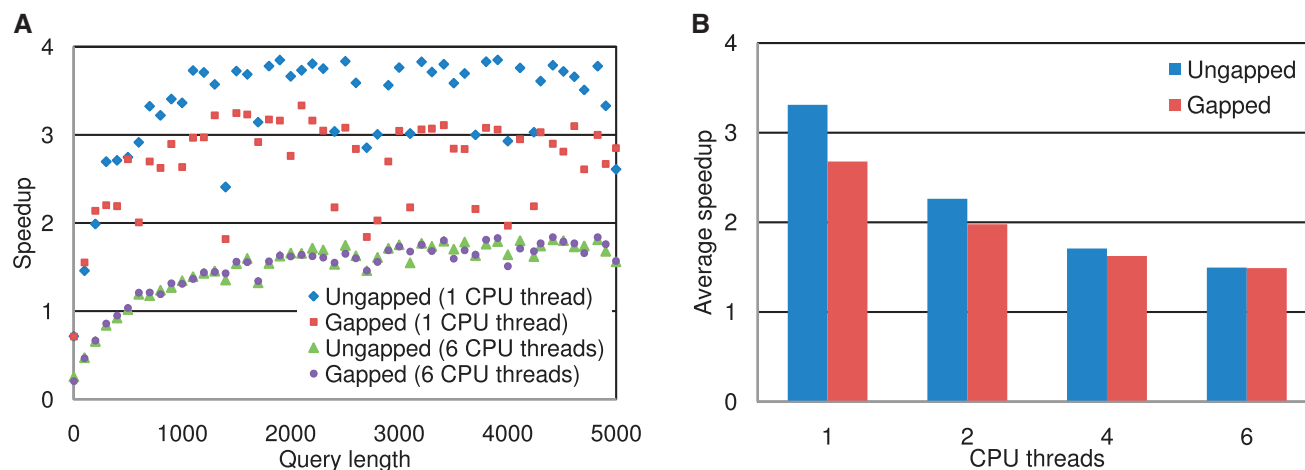 A
4
3
2
1
0
Speedup
Ungapped (1 CPU thread)
Gapped (1 CPU thread)
Ungapped (6 CPU threads)
Gapped (6 CPU threads)
0 1000 2000 3000 4000 5000
Query length
B
4
3
2
1
0
Average speedup
Ungapped
Gapped
1 2 4 6
CPU threads